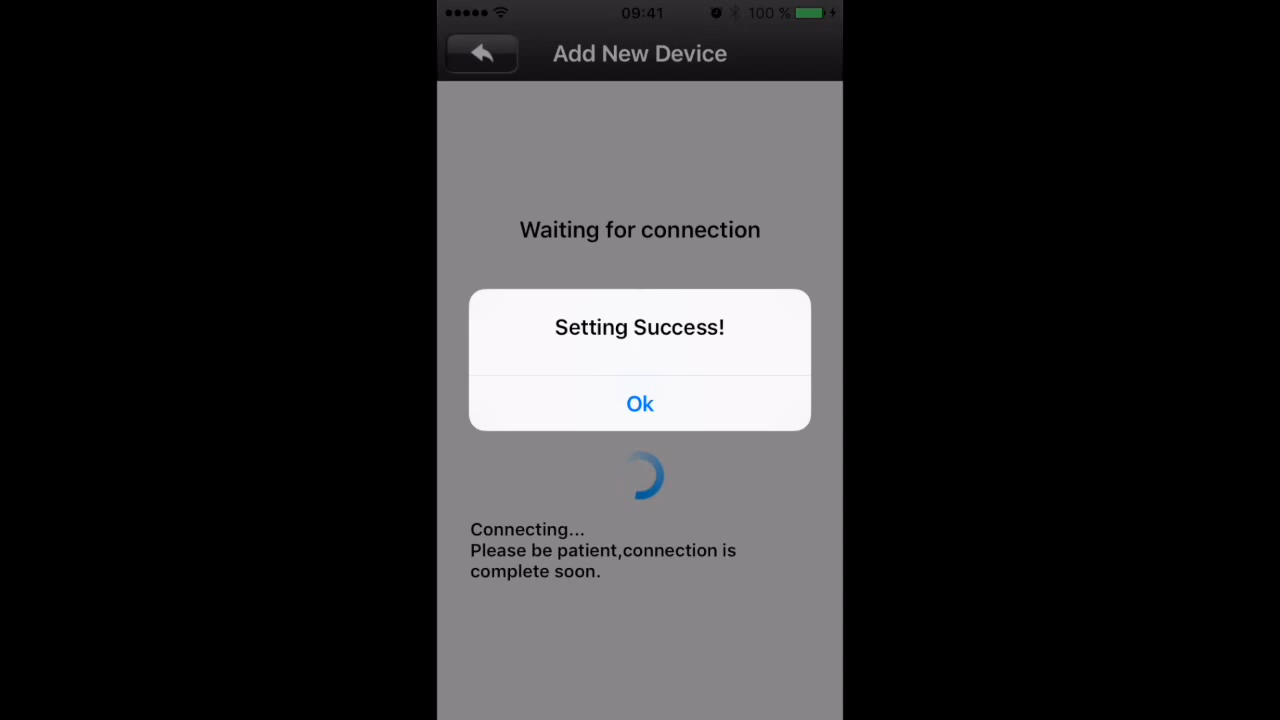 09:41
100 %
Add New Device
Waiting for connection
Setting Success!
Ok
Connecting...
Please be patient,connection is
complete soon.